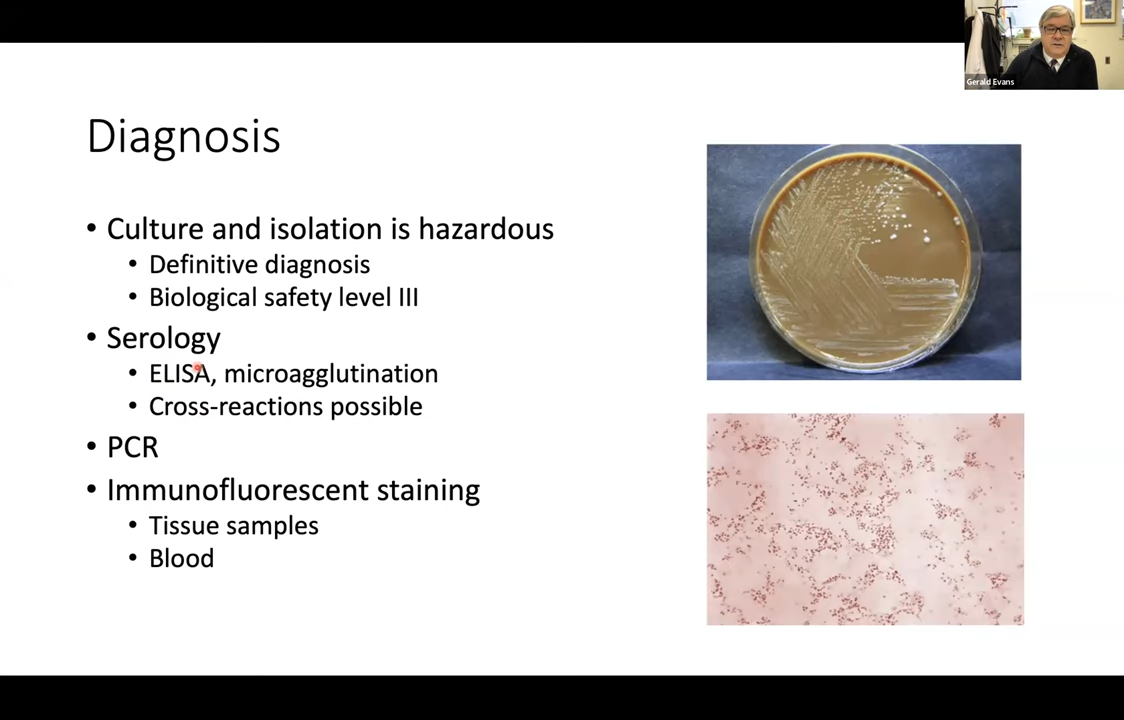 Gerald Evans
Diagnosis
• Culture and isolation is hazardous
• Definitive diagnosis
• Biological safety level III
• Serology
• ELISA, microagglutination
• Cross-reactions possible
• PCR
• Immunofluorescent staining
• Tissue samples
• Blood